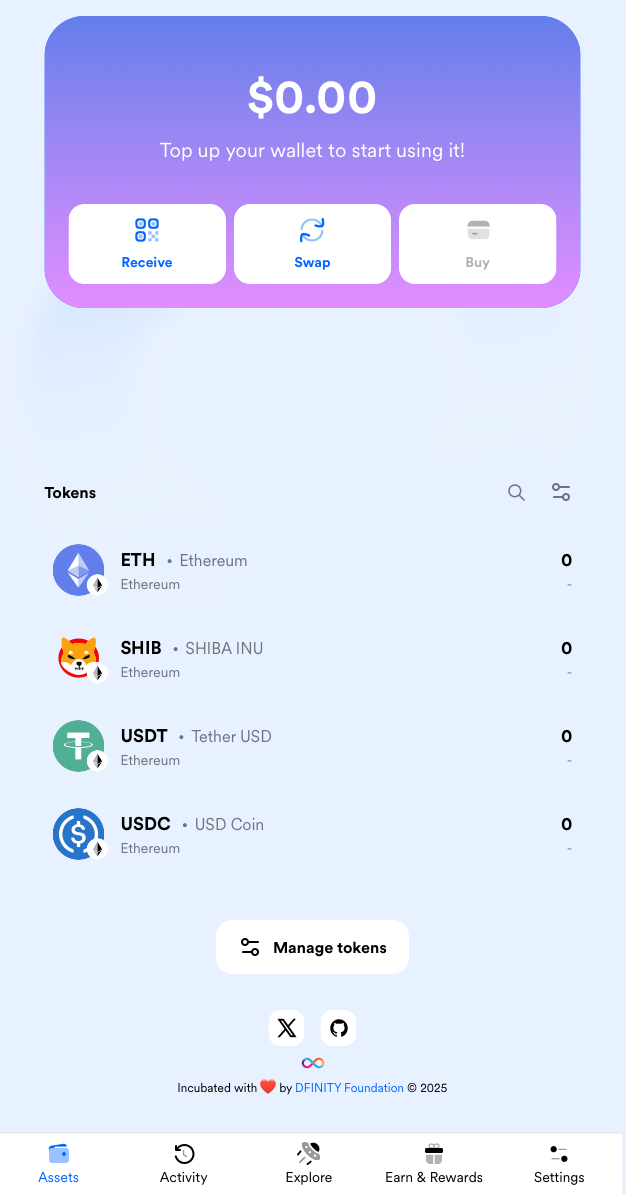 $0.00
Top up your wallet to start using it!
Receive
Swap
Buy
Tokens
ETH • Ethereum
0
Ethereum
-
SHIB • SHIBA INU
0
Ethereum
-
USDT • Tether USD
0
Ethereum
-
USDC • USD Coin
0
Ethereum
-
Manage tokens
Incubated with ❤️ by DFINITY Foundation © 2025
Assets
Activity
Explore
Earn & Rewards
Settings